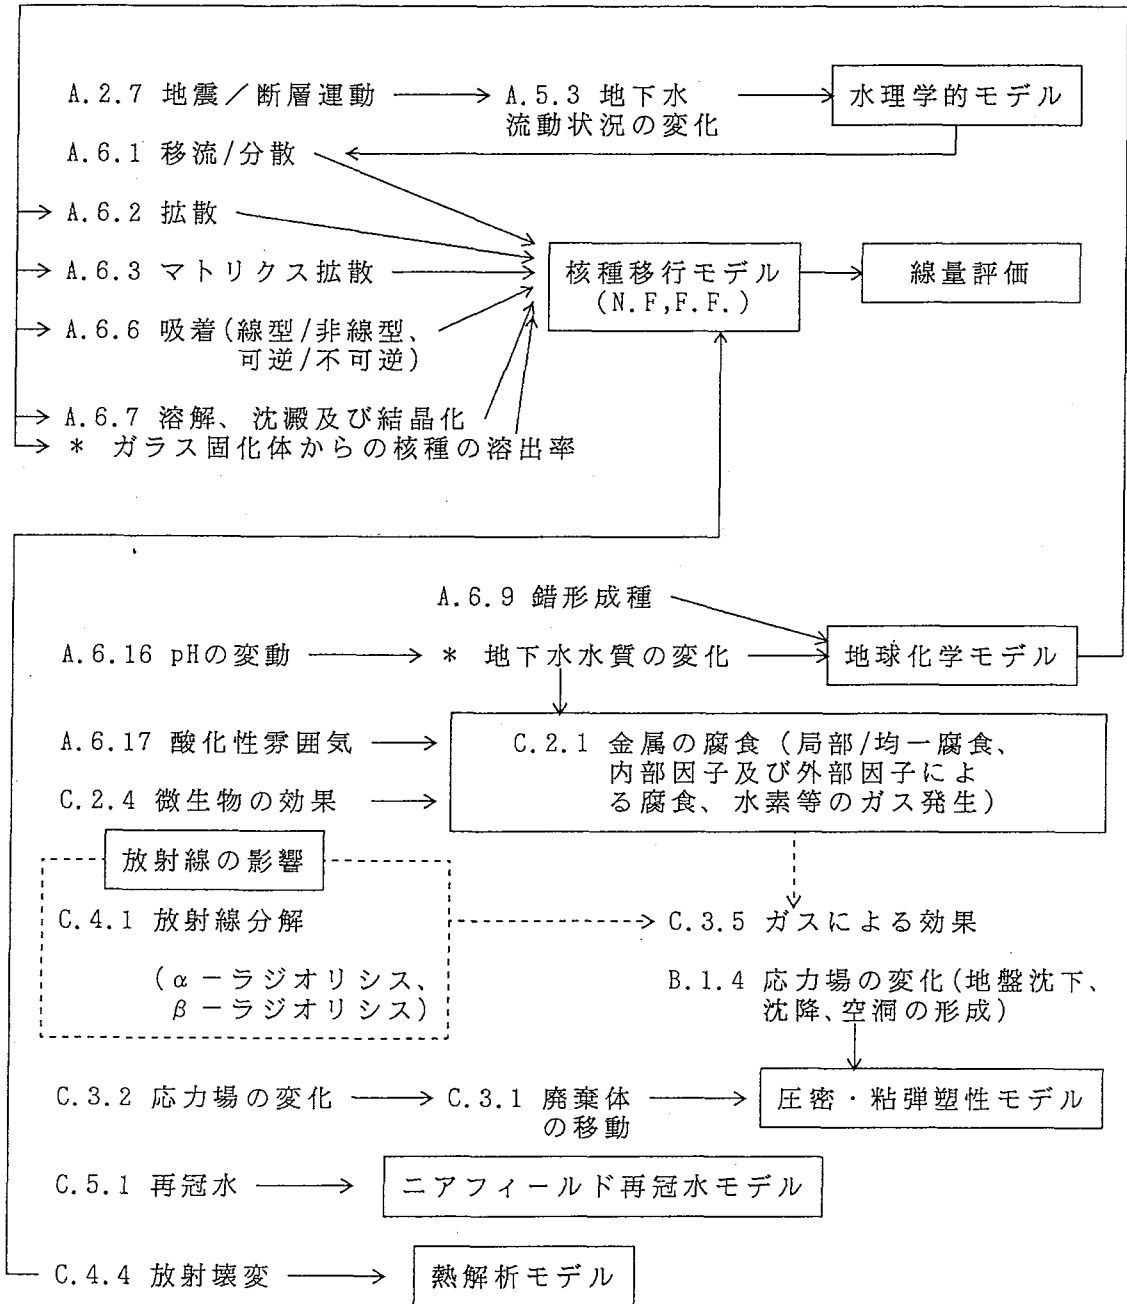 A.2.7 地震／断層運動
A.5.3 地下水
流動状況の変化
水理学的モデル
A.6.1 移流/分散
A.6.2 拡散
A.6.3 マトリクス拡散
核種移行モデル
(N.F,F.F.)
線量評価
A.6.6 吸着(線型/非線型、
可逆/不可逆)
A.6.7 溶解、沈澱及び結晶化
* ガラス固化体からの核種の溶出率
A.6.9 錯形成種
A.6.16 pHの変動
* 地下水水質の変化
地球化学モデル
A.6.17 酸化性雰囲気
C.2.4 微生物の効果
C.2.1 金属の腐食（局部/均一腐食、
内部因子及び外部因子によ
る腐食、水素等のガス発生）
放射線の影響
C.4.1 放射線分解
（α－ラジオリシス、
β－ラジオリシス）
C.3.5 ガスによる効果
B.1.4 応力場の変化(地盤沈下、
沈降、空洞の形成)
C.3.2 応力場の変化
C.3.1 廃棄体
の移動
圧密・粘弾塑性モデル
C.5.1 再冠水
ニアフィールド再冠水モデル
C.4.4 放射壊変
熱解析モデル